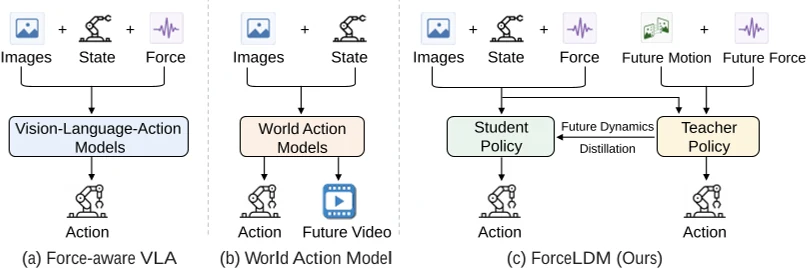 + + + + + +
Images State Force Images State Images State Force Future Motion Future Force
Vision-Language-Action
Models
World Action
Models
Student
Policy
Future Dynamics
Distillation
Teacher
Policy
Action Action Future Video Action Action
(a) Force-aware VLA (b) World Action Model (c) ForceLDM (Ours)